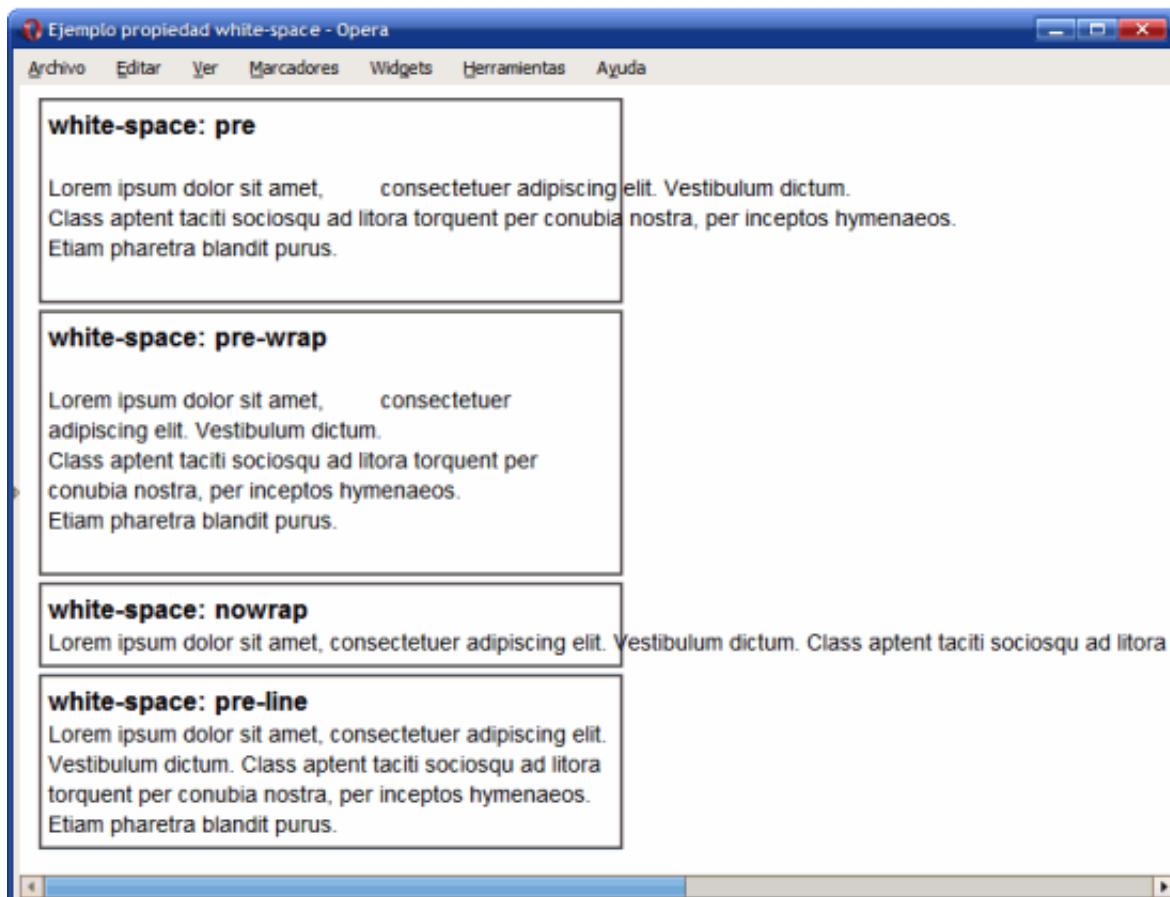 Ejemplo propiedad white-space - Opera
Archivo Editar Ver Marcadores Widgets Herramientas Ayuda
white-space: pre
Lorem ipsum dolor sit amet,         consectetuer adipiscing elit. Vestibulum dictum.
Class aptent taciti sociosqu ad litora torquent per conubia nostra, per inceptos hymenaeos.
Etiam pharetra blandit purus.
white-space: pre-wrap
Lorem ipsum dolor sit amet,         consectetuer
adipiscing elit. Vestibulum dictum.
Class aptent taciti sociosqu ad litora torquent per
conubia nostra, per inceptos hymenaeos.
Etiam pharetra blandit purus.
white-space: nowrap
Lorem ipsum dolor sit amet, consectetuer adipiscing elit. Vestibulum dictum. Class aptent taciti sociosqu ad litora
white-space: pre-line
Lorem ipsum dolor sit amet, consectetuer adipiscing elit.
Vestibulum dictum. Class aptent taciti sociosqu ad litora
torquent per conubia nostra, per inceptos hymenaeos.
Etiam pharetra blandit purus.